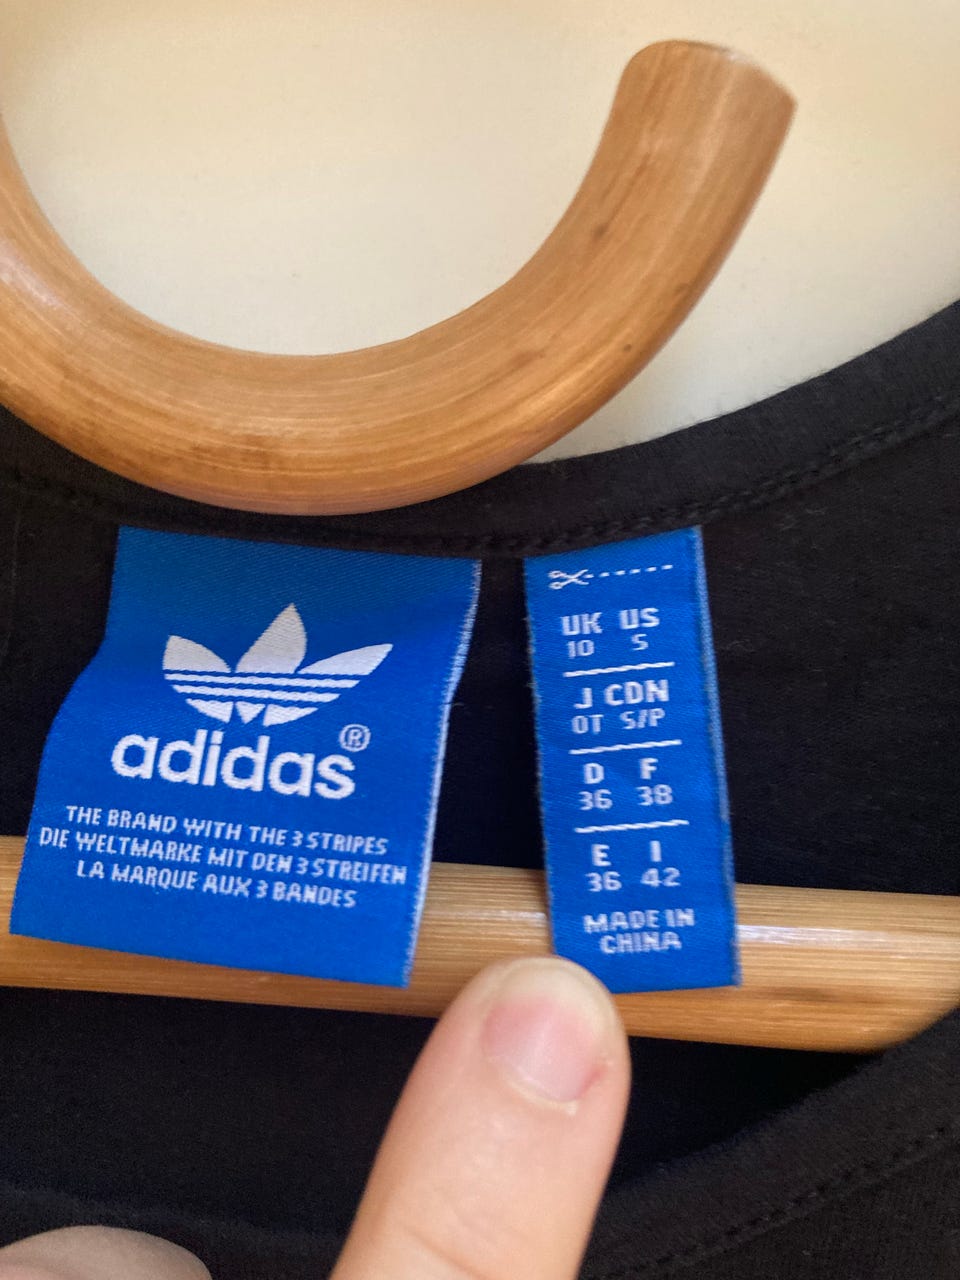 adidas®
THE BRAND WITH THE 3 STRIPES
DIE WELTMARKE MIT DEN 3 STREIFEN
LA MARQUE AUX 3 BANDES
UK US
10 S
J CDN
OT S/P
D F
36 38
E I
36 42
MADE IN
CHINA